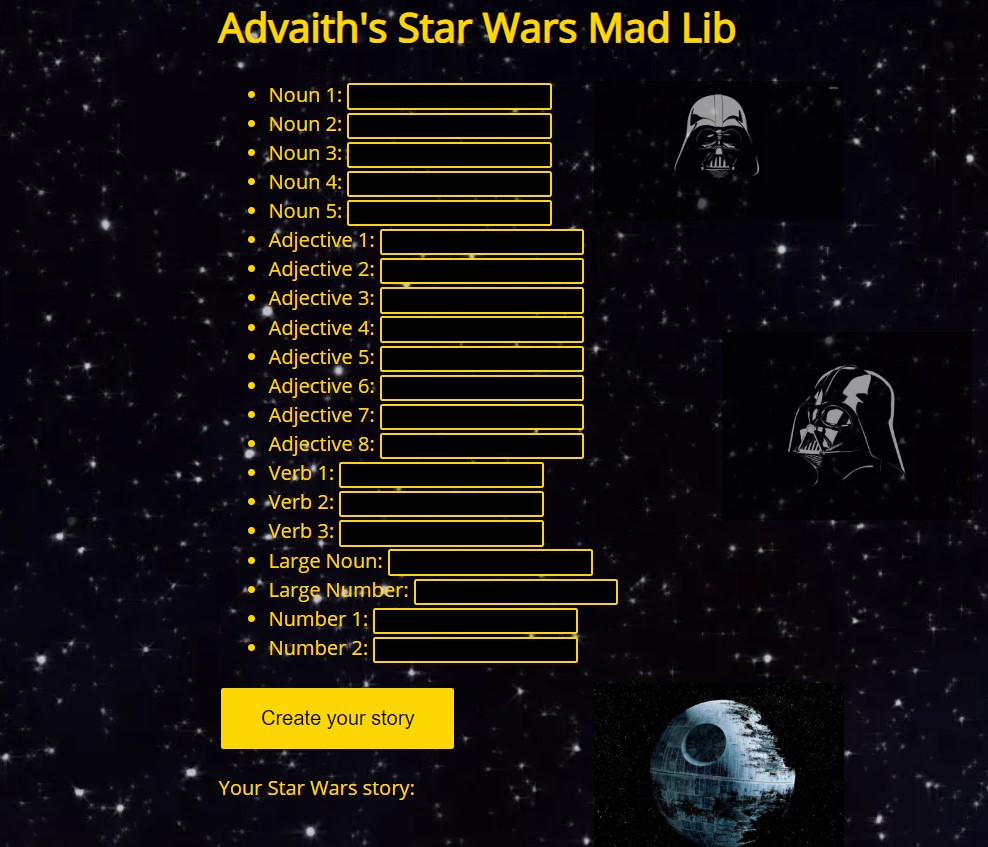 Advaith's Star Wars Mad Lib
Noun 1:
Noun 2:
Noun 3:
Noun 4:
Noun 5:
Adjective 1:
Adjective 2:
Adjective 3:
Adjective 4:
Adjective 5:
Adjective 6:
Adjective 7:
Adjective 8:
Verb 1:
Verb 2:
Verb 3:
Large Noun:
Large Number:
Number 1:
Number 2:
Create your story
Your Star Wars story: